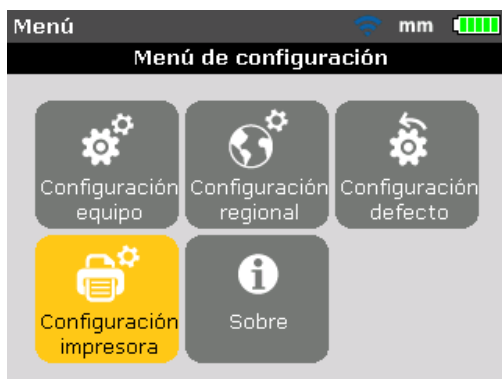 Menú mm
Menú de configuración
Configuración equipo
Configuración regional
Configuración defecto
Configuración impresora
Sobre